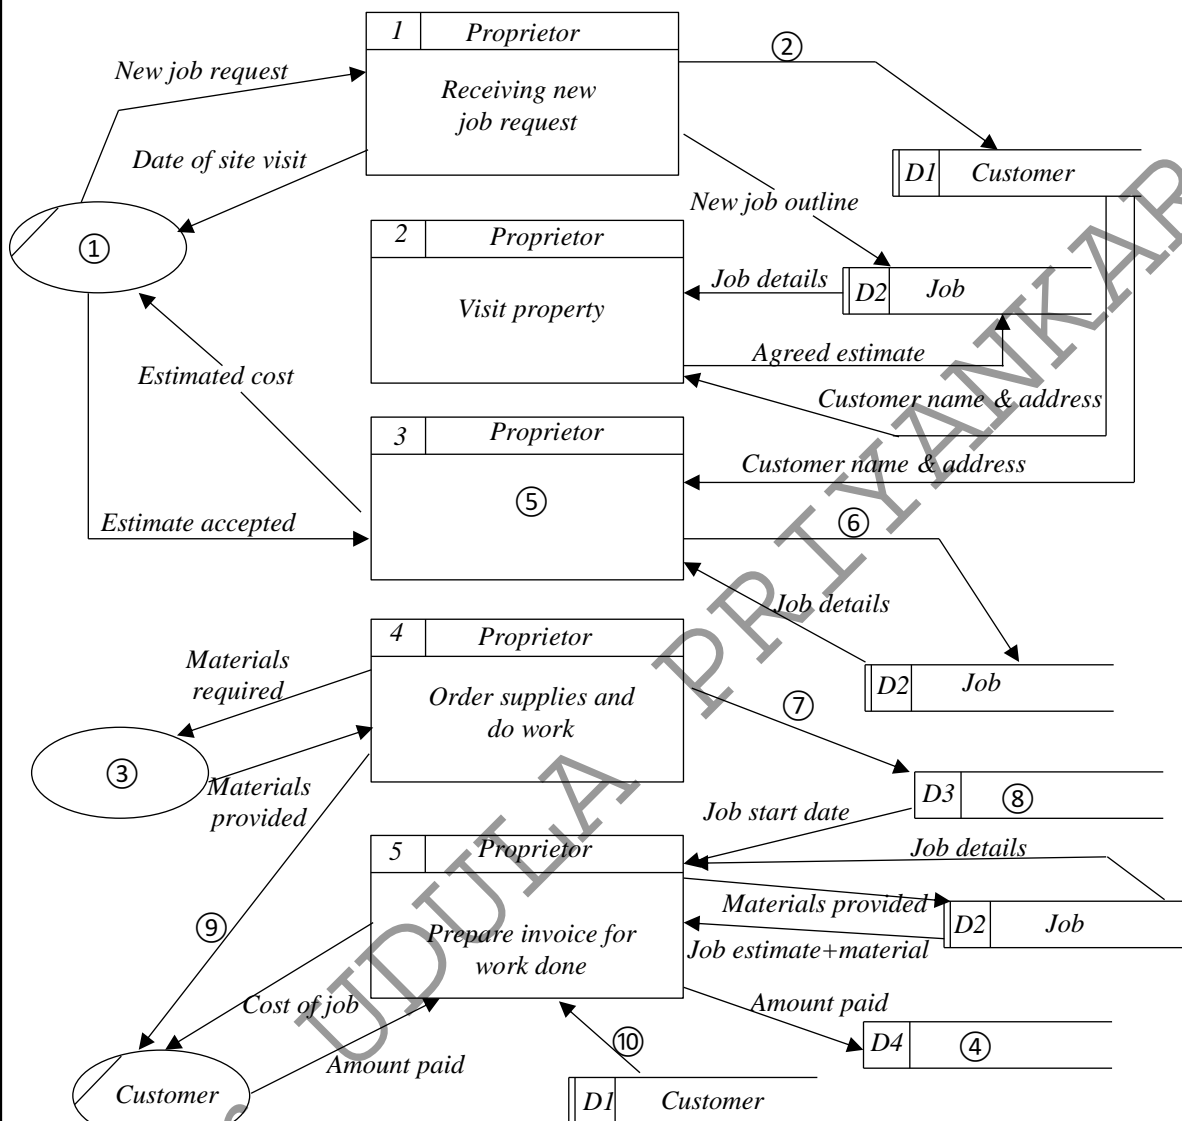 1 Proprietor
②
New job request
Receiving new
job request
Date of site visit
D1 Customer
①
New job outline
2 Proprietor
Job details
D2 Job
Visit property
Agreed estimate
Estimated cost
Customer name & address
3 Proprietor
Customer name & address
⑤
⑥
Estimate accepted
Job details
4 Proprietor
Materials
required
D2 Job
Order supplies and
do work
⑦
③
Materials
provided
D3 ⑧
Job start date
5 Proprietor
Job details
Materials provided
⑨
D2 Job
Prepare invoice for
work done
Job estimate+material
Cost of job
Amount paid
⑩
D4 ④
Amount paid
Customer
D1 Customer
UDULA PRIYANKAR